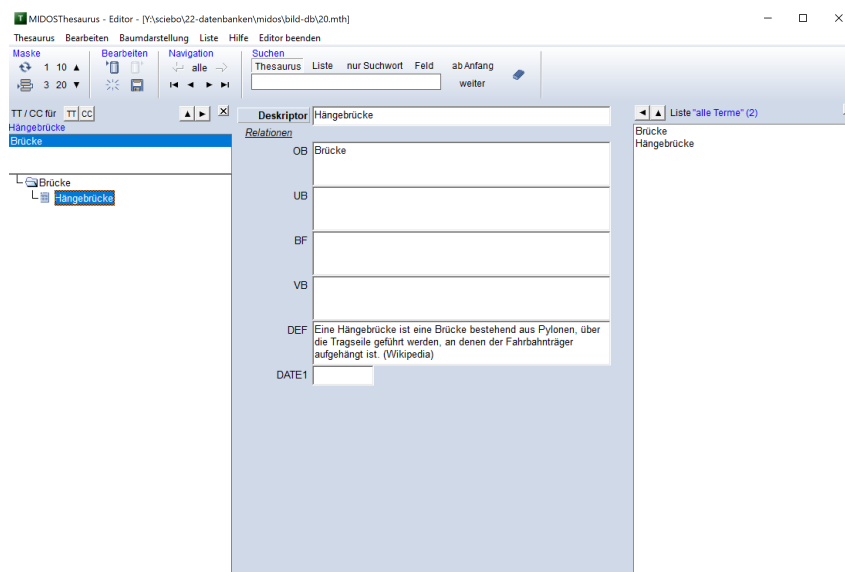 MIDOSThesaurus - Editor - [Y:\sciebo\22-datenbanken\midos\bild-db\20.mth]
Thesaurus Bearbeiten Baumdarstellung Liste Hilfe Editor beenden
Maske Bearbeiten Navigation Suchen
1 10 alle Thesaurus Liste nur Suchwort Feld ab Anfang
3 20 weiter
TT / CC für TT CC
Hängebrücke
Brücke
Brücke
Hängebrücke
Deskriptor Hängebrücke
Relationen
OB Brücke
UB
BF
VB
DEF Eine Hängebrücke ist eine Brücke bestehend aus Pylonen, über
die Tragseile geführt werden, an denen der Fahrbahnträger
aufgehängt ist. (Wikipedia)
DATE1
Liste "alle Terme" (2)
Brücke
Hängebrücke